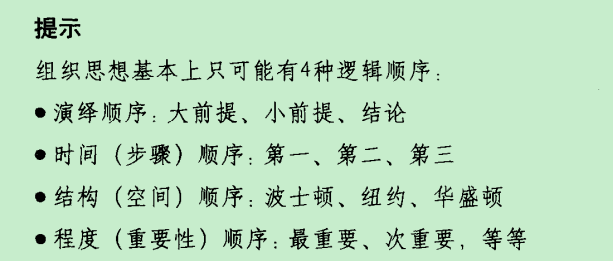 提示
组织思想基本上只可能有4种逻辑顺序：
●演绎顺序：大前提、小前提、结论
●时间（步骤）顺序：第一、第二、第三
●结构（空间）顺序：波士顿、纽约、华盛顿
●程度（重要性）顺序：最重要、次重要，等等